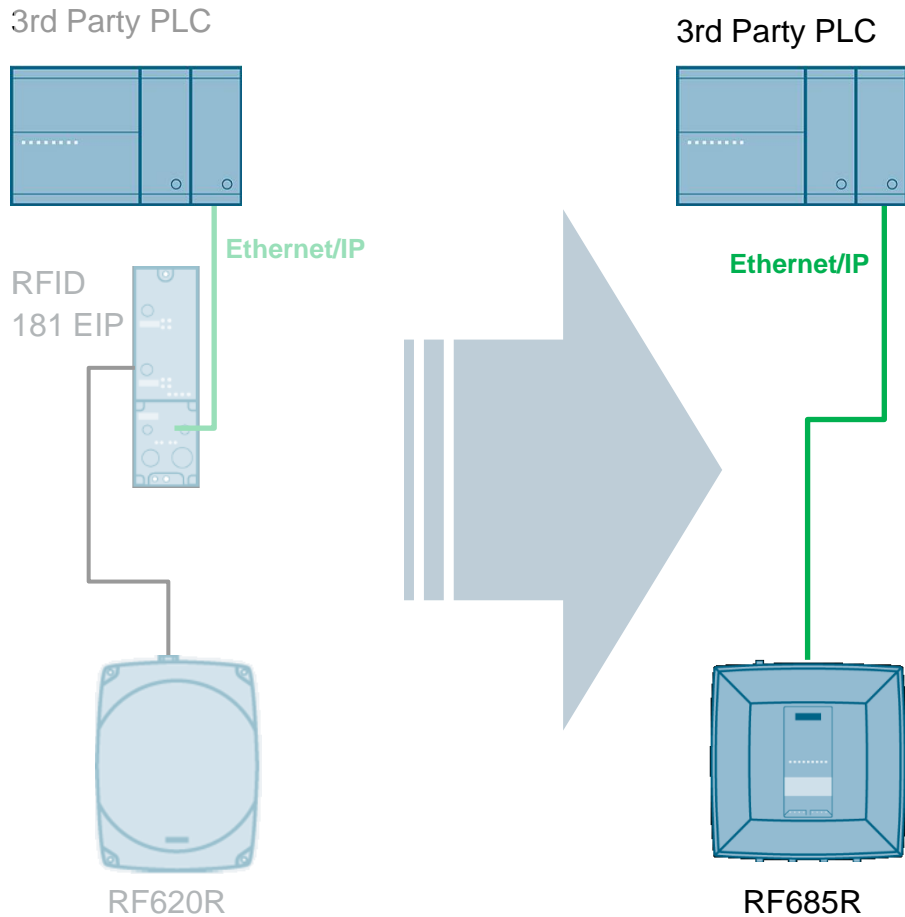 3rd Party PLC
Ethernet/IP
RFID
181 EIP
RF620R
3rd Party PLC
Ethernet/IP
RF685R